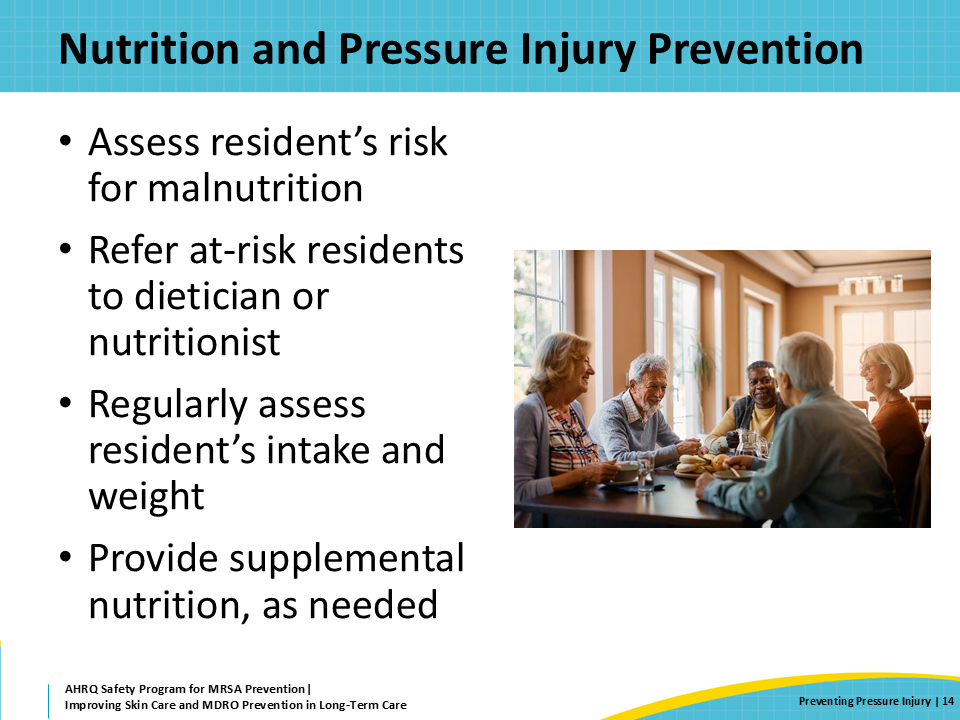 Nutrition and Pressure Injury Prevention
• Assess resident’s risk
for malnutrition
• Refer at-risk residents
to dietician or
nutritionist
• Regularly assess
resident’s intake and
weight
• Provide supplemental
nutrition, as needed
AHRQ Safety Program for MRSA Prevention|
Improving Skin Care and MDRO Prevention in Long-Term Care
Preventing Pressure Injury | 14